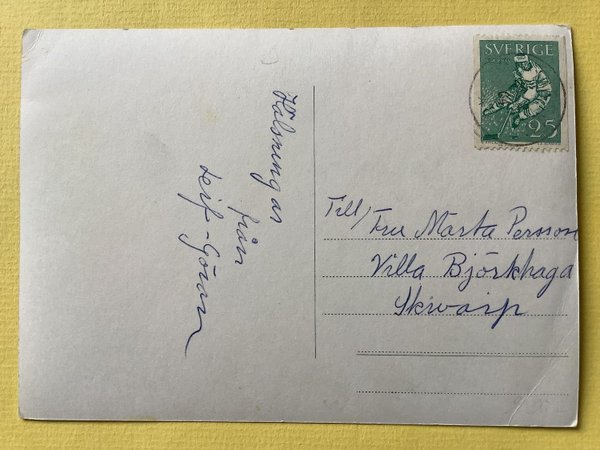 Hälsningar
från
Leif-Göran
SVERIGE
25
Till/ Fru Märta Persson
Villa Björkhaga
Skivarp